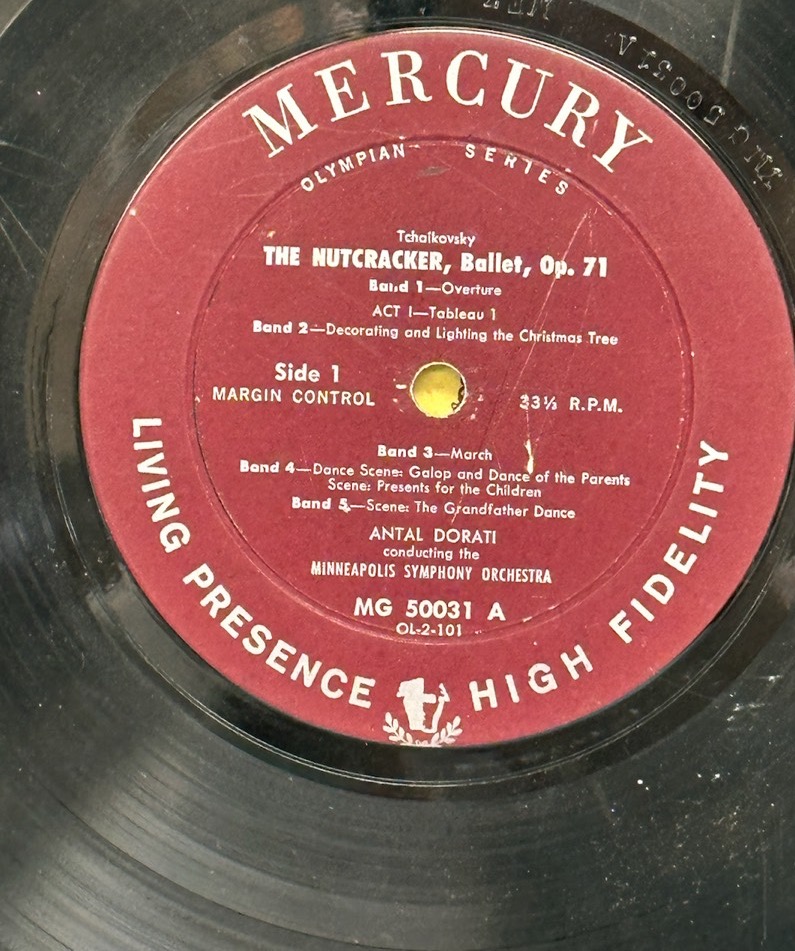 MERCURY
OLYMPIAN SERIES
Tchaikovsky
THE NUTCRACKER, Ballet, Op. 71
Band 1—Overture
ACT I—Tableau 1
Band 2—Decorating and Lighting the Christmas Tree
Side 1
MARGIN CONTROL
33⅓ R.P.M.
Band 3—March
Band 4—Dance Scene: Galop and Dance of the Parents
Scene: Presents for the Children
Band 5—Scene: The Grandfather Dance
ANTAL DORATI
conducting the
MINNEAPOLIS SYMPHONY ORCHESTRA
MG 50031 A
OL-2-101
LIVING PRESENCE HIGH FIDELITY